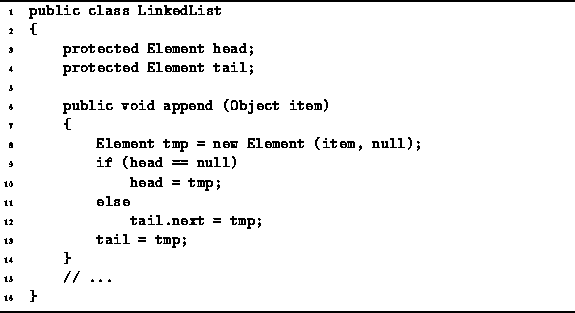 1 public class LinkedList
2 {
3     protected Element head;
4     protected Element tail;
5
6     public void append (Object item)
7     {
8         Element tmp = new Element (item, null);
9         if (head == null)
10             head = tmp;
11         else
12             tail.next = tmp;
13         tail = tmp;
14     }
15     // ...
16 }